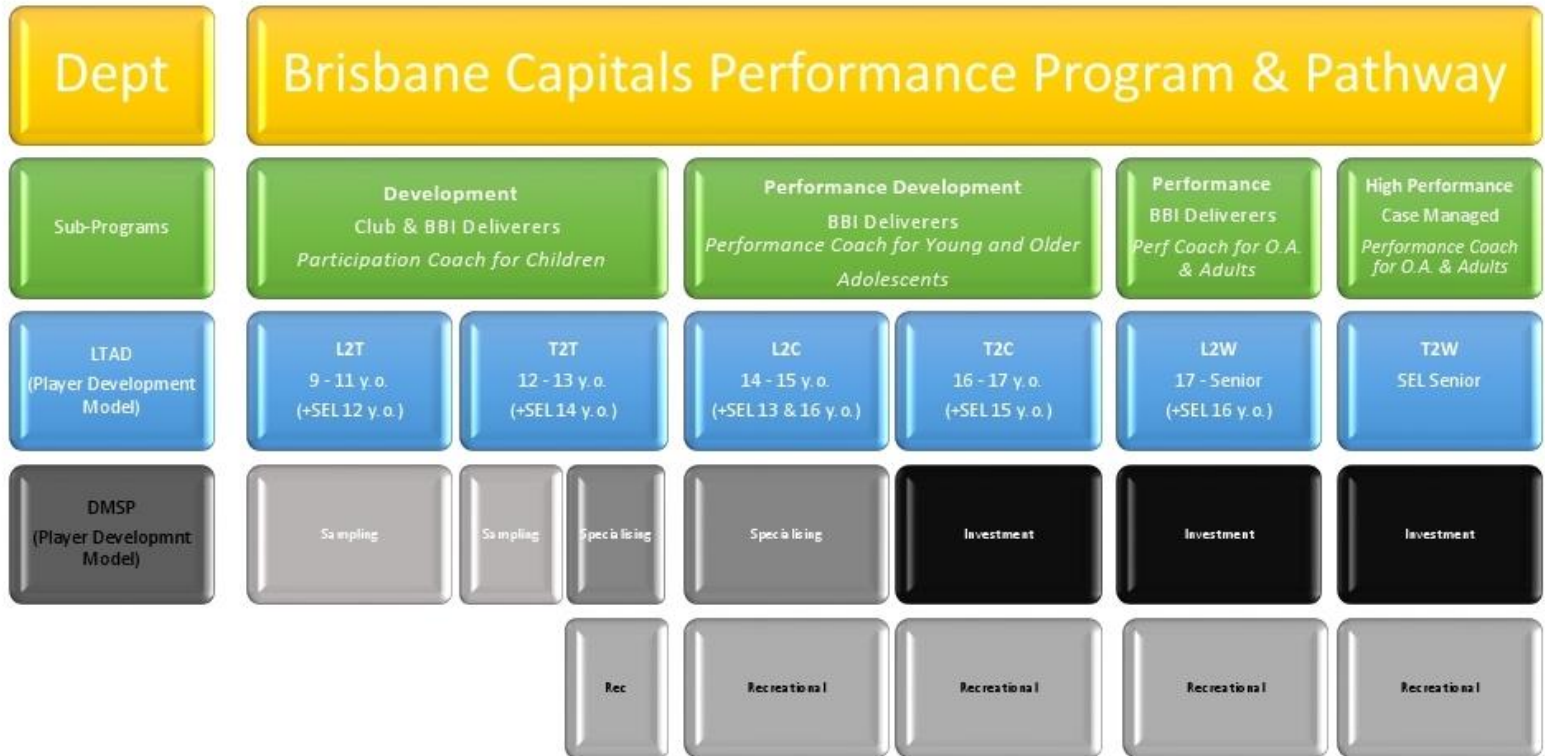 Dept
Brisbane Capitals Performance Program & Pathway
Sub-Programs
Development
Club & BBI Deliverers
Participation Coach for Children
Performance Development
BBI Deliverers
Performance Coach for Young and Older
Adolescents
Performance
BBI Deliverers
Perf Coach for O.A.
& Adults
High Performance
Case Managed
Performance Coach
for O.A. & Adults
LTAD
(Player Development
Model)
L2T
9 - 11 y.o.
(+SEL 12 y.o.)
T2T
12 - 13 y.o.
(+SEL 14 y.o.)
L2C
14 - 15 y.o.
(+SEL 13 & 16 y.o.)
T2C
16 - 17 y.o.
(+SEL 15 y.o.)
L2W
17 - Senior
(+SEL 16 y.o.)
T2W
SEL Senior
DMSP
(Player Developmnt
Model)
Sampling
Sampling
Specialising
Specialising
Investment
Investment
Investment
Rec
Recreational
Recreational
Recreational
Recreational